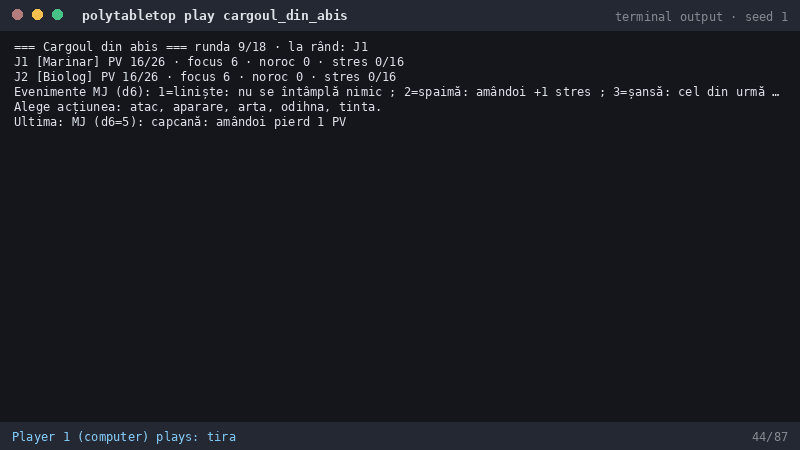 polytabletop play cargoul_din_abis
terminal output · seed 1
=== Cargoul din abis === runda 9/18 · la rând: J1
J1 [Marinar] PV 16/26 · focus 6 · noroc 0 · stres 0/16
J2 [Biolog] PV 16/26 · focus 6 · noroc 0 · stres 0/16
Evenimente MJ (d6): 1=liniște: nu se întâmplă nimic ; 2=spaimă: amândoi +1 stres ; 3=șansă: cel din urmă …
Alege acțiunea: atac, aparare, arta, odihna, tinta.
Ultima: MJ (d6=5): capcană: amândoi pierd 1 PV
Player 1 (computer) plays: tira
44/87